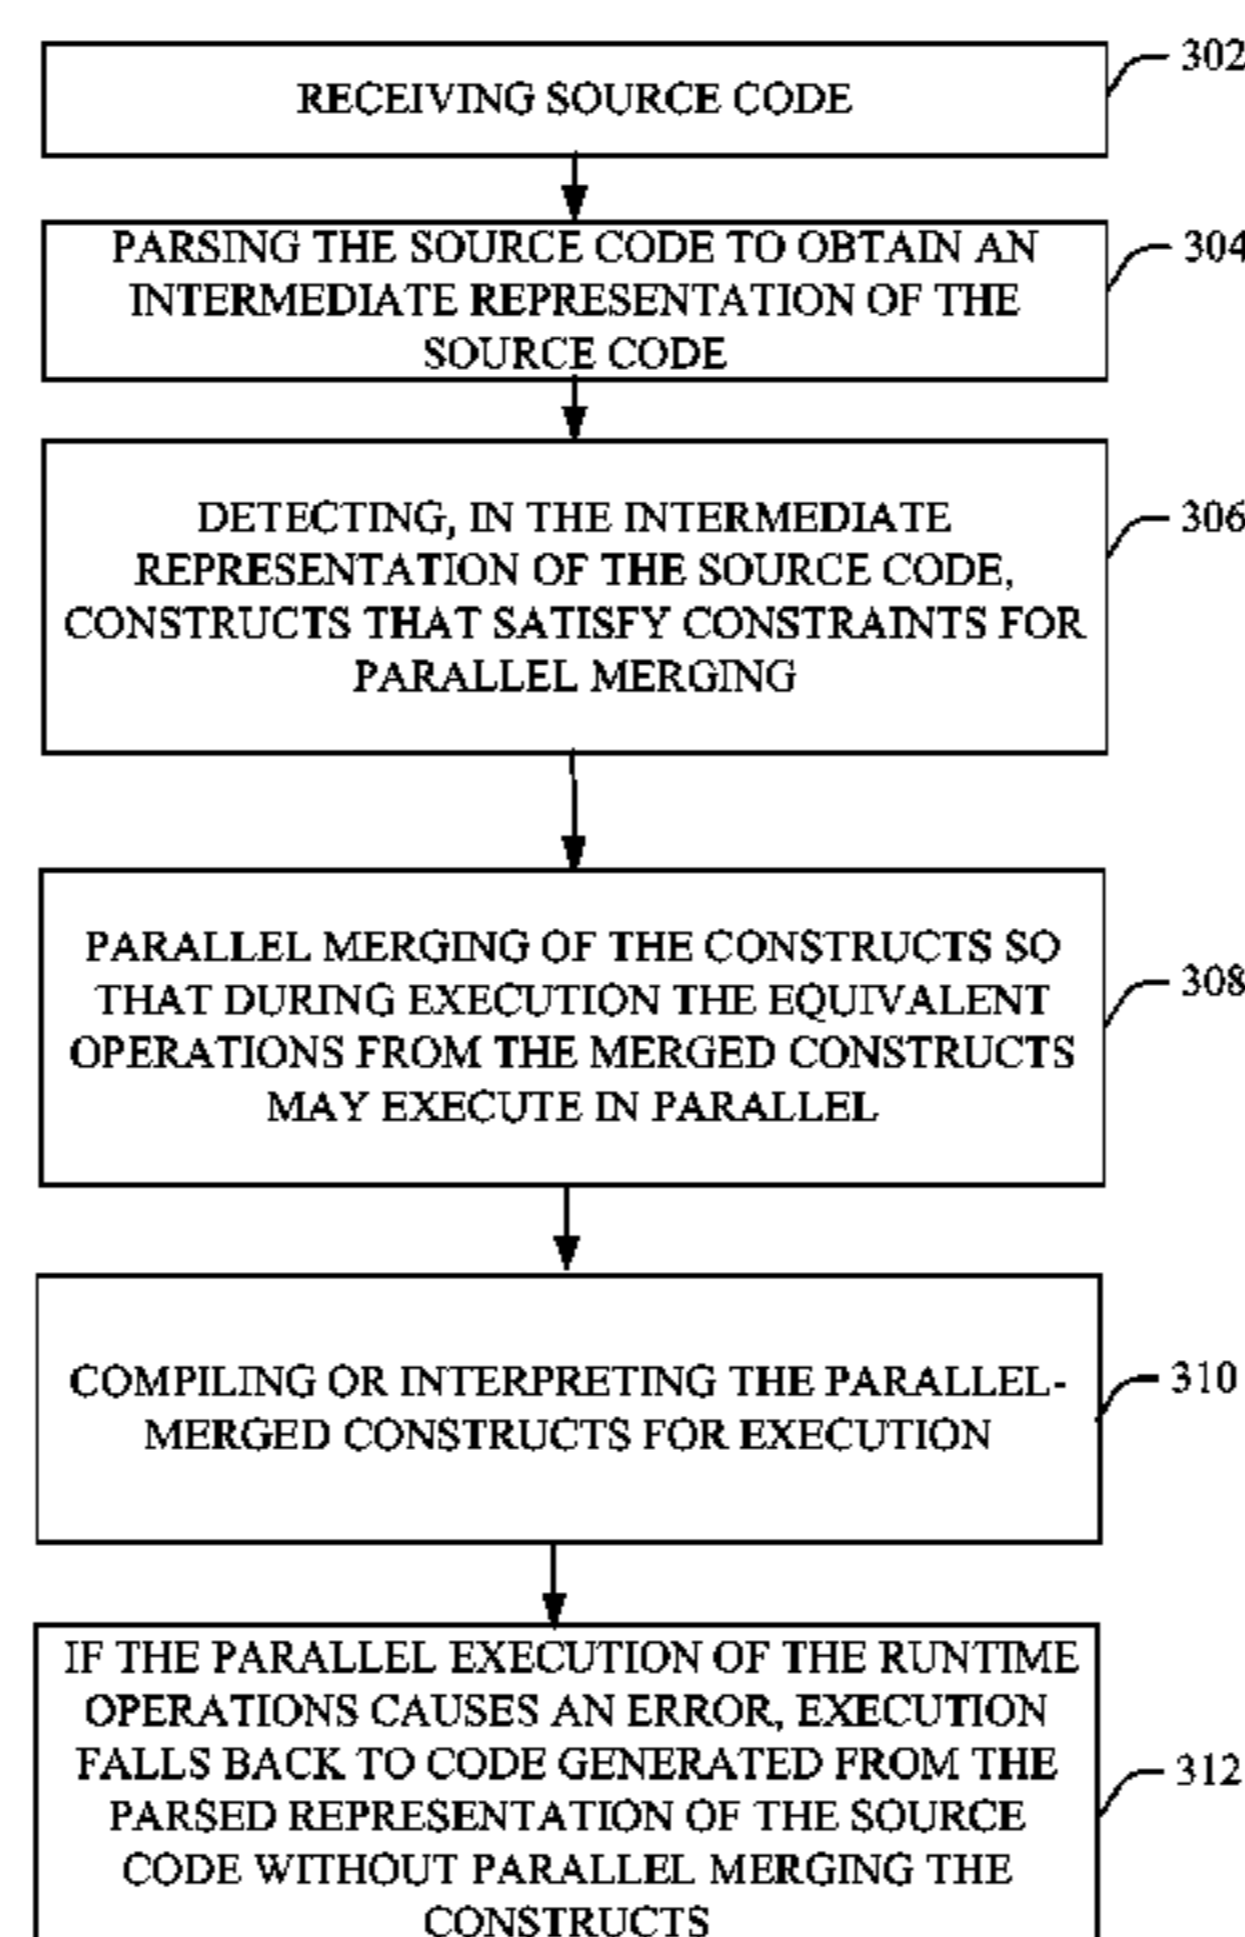 RECEIVING SOURCE CODE
302
PARSING THE SOURCE CODE TO OBTAIN AN
INTERMEDIATE REPRESENTATION OF THE
SOURCE CODE
304
DETECTING, IN THE INTERMEDIATE
REPRESENTATION OF THE SOURCE CODE,
CONSTRUCTS THAT SATISFY CONSTRAINTS FOR
PARALLEL MERGING
306
PARALLEL MERGING OF THE CONSTRUCTS SO
THAT DURING EXECUTION THE EQUIVALENT
OPERATIONS FROM THE MERGED CONSTRUCTS
MAY EXECUTE IN PARALLEL
308
COMPILING OR INTERPRETING THE PARALLEL-
MERGED CONSTRUCTS FOR EXECUTION
310
IF THE PARALLEL EXECUTION OF THE RUNTIME
OPERATIONS CAUSES AN ERROR, EXECUTION
FALLS BACK TO CODE GENERATED FROM THE
PARSED REPRESENTATION OF THE SOURCE
CODE WITHOUT PARALLEL MERGING THE
CONSTRUCTS
312